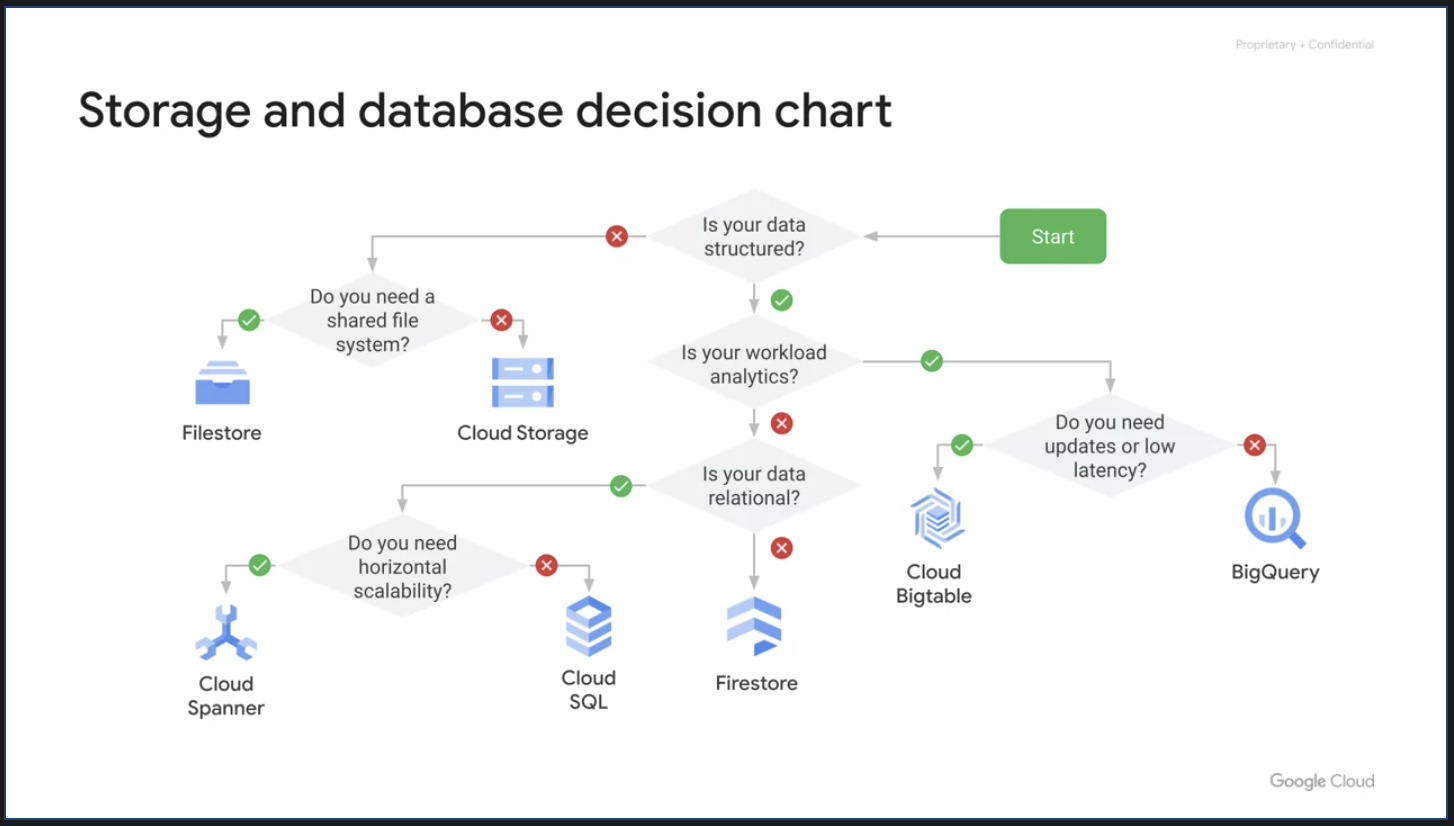 Proprietary + Confidential
Storage and database decision chart
Is your data
structured?
Start
Do you need a
shared file
system?
Filestore
Cloud Storage
Is your workload
analytics?
Do you need
updates or low
latency?
Cloud
Bigtable
BigQuery
Is your data
relational?
Do you need
horizontal
scalability?
Cloud
Spanner
Cloud
SQL
Firestore
Google Cloud